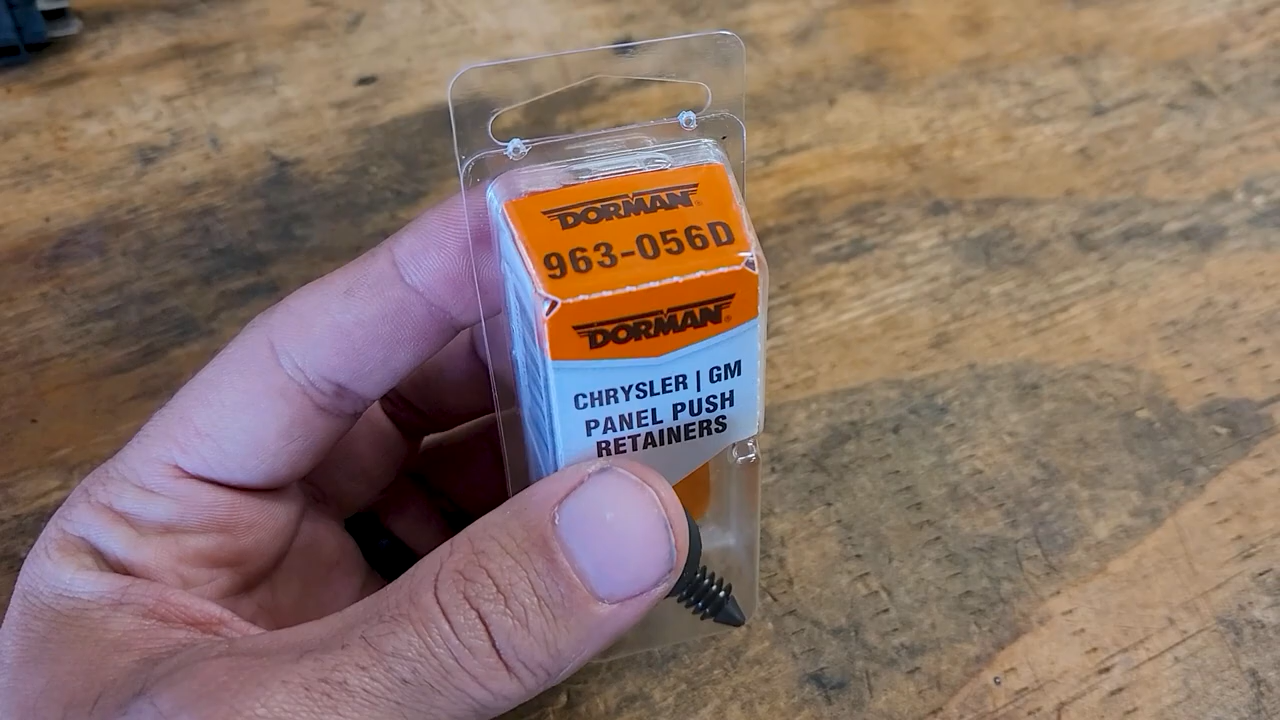 DORMAN®
963-056D
DORMAN®
CHRYSLER | GM
PANEL PUSH
RETAINERS